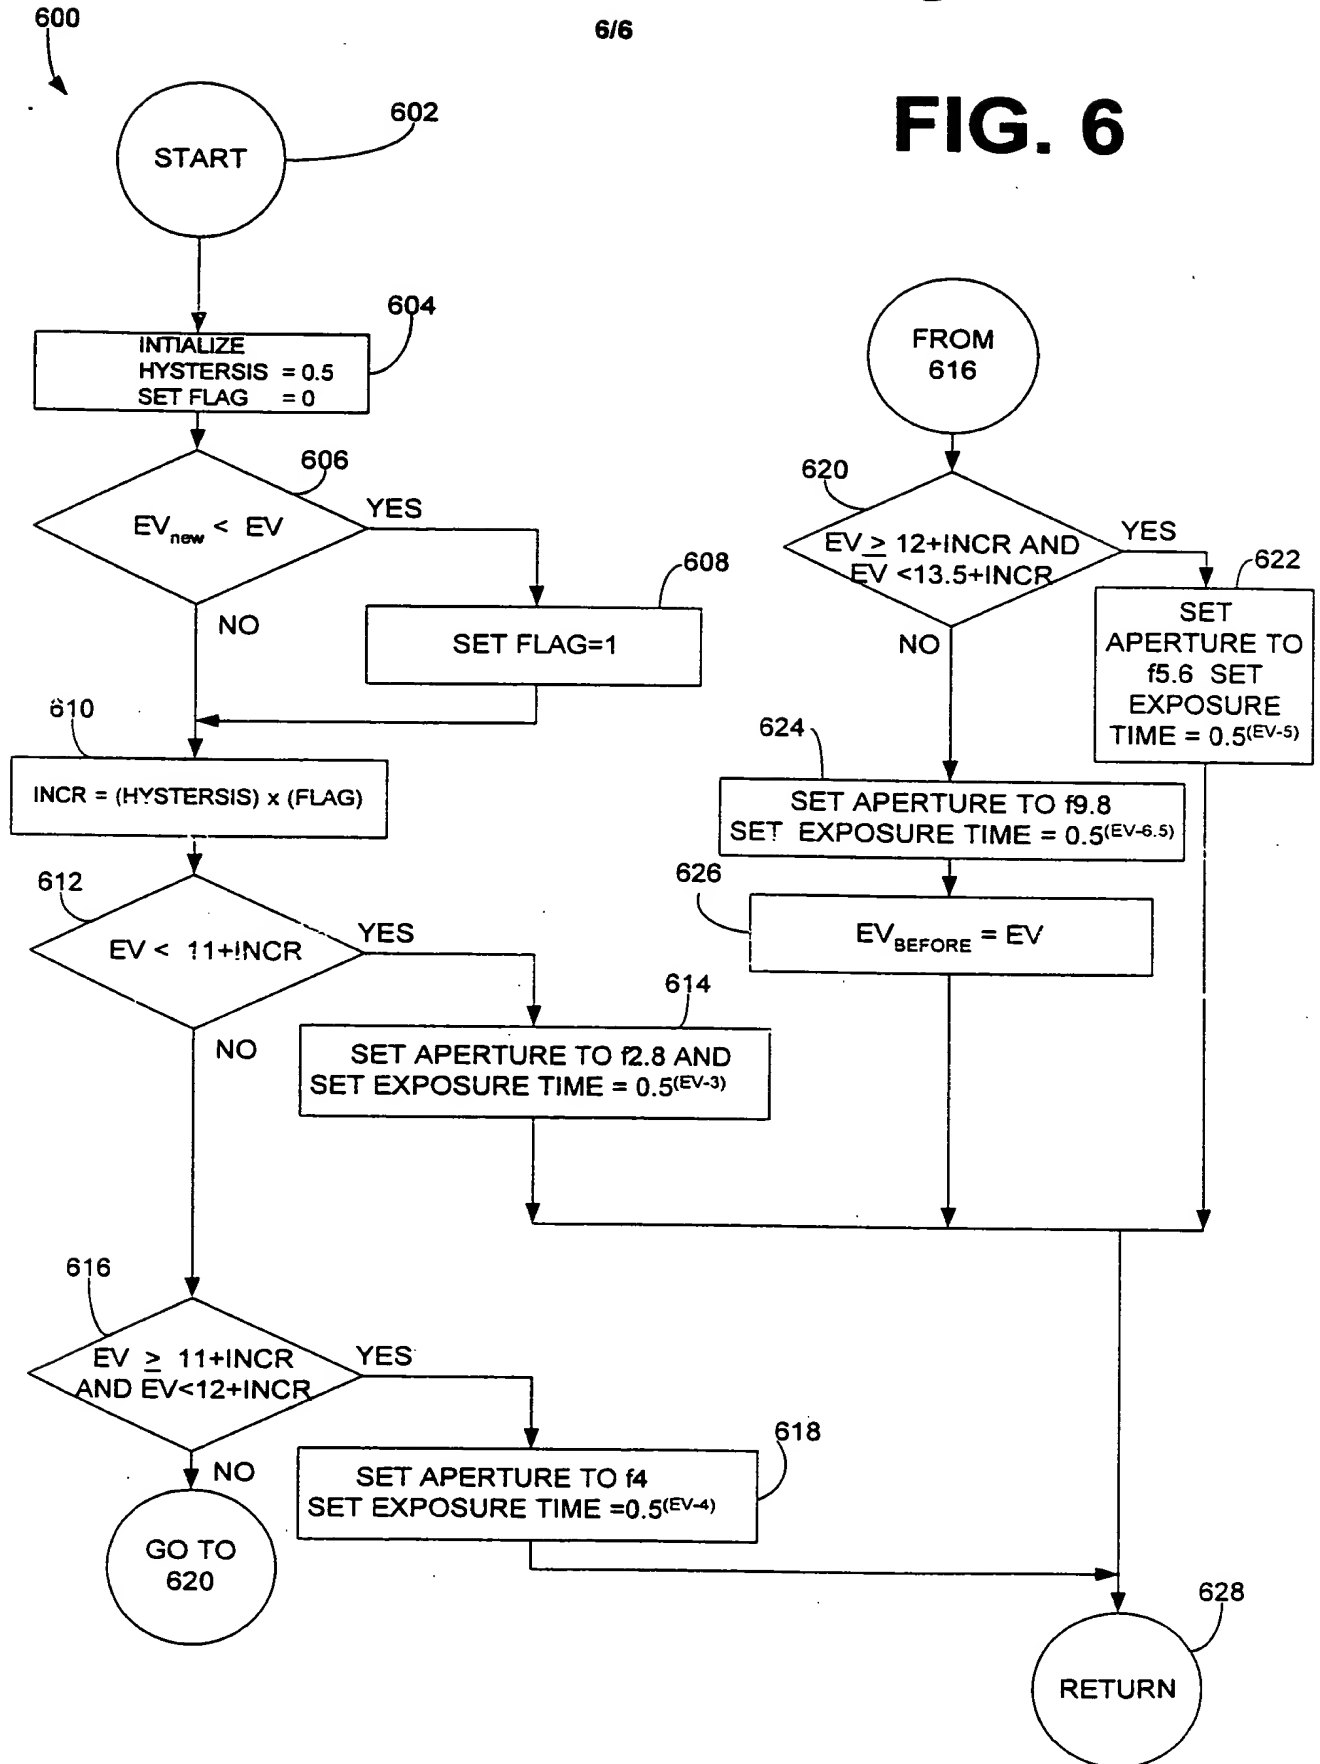 600
6/6
FIG. 6
602
START
604
INTIALIZE
HYSTERSIS = 0.5
SET FLAG = 0
606
EVnew < EV
YES
NO
608
SET FLAG=1
610
INCR = (HYSTERSIS) x (FLAG)
612
EV < 11+INCR
YES
NO
614
SET APERTURE TO f2.8 AND
SET EXPOSURE TIME = 0.5(EV-3)
616
EV ≥ 11+INCR
AND EV<12+INCR
YES
NO
618
SET APERTURE TO f4
SET EXPOSURE TIME =0.5(EV-4)
GO TO
620
FROM
616
620
EV ≥ 12+INCR AND
EV <13.5+INCR
YES
NO
622
SET
APERTURE TO
f5.6 SET
EXPOSURE
TIME = 0.5(EV-5)
624
SET APERTURE TO f9.8
SET EXPOSURE TIME = 0.5(EV-6.5)
626
EVBEFORE = EV
628
RETURN